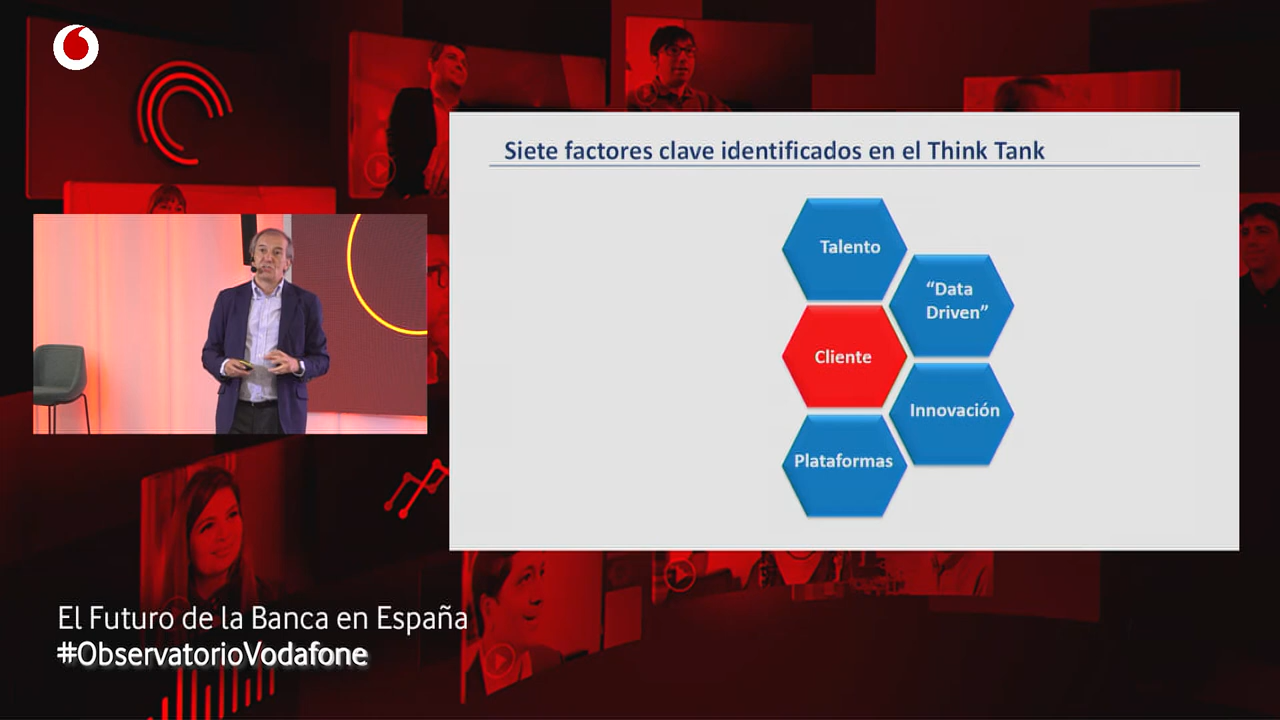 Siete factores clave identificados en el Think Tank
Talento
“Data
Driven”
Cliente
Innovación
Plataformas
El Futuro de la Banca en España
#ObservatorioVodafone